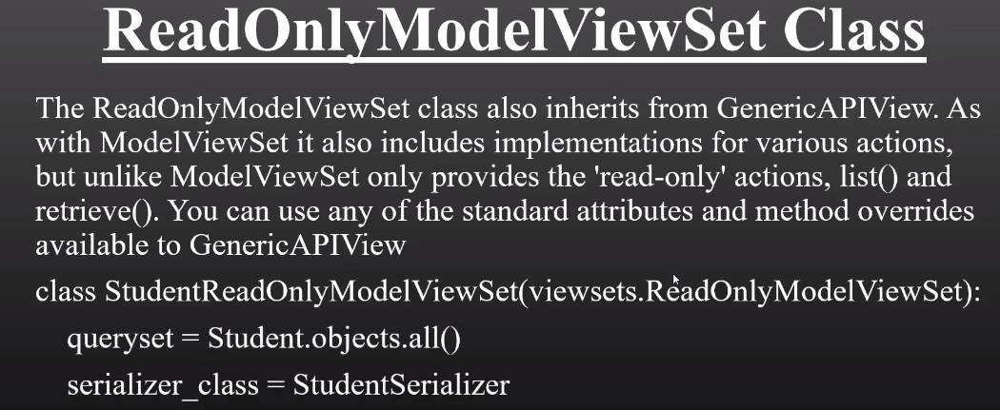 ReadOnlyModelViewSet Class
The ReadOnlyModelViewSet class also inherits from GenericAPIView. As
with ModelViewSet it also includes implementations for various actions,
but unlike ModelViewSet only provides the 'read-only' actions, list() and
retrieve(). You can use any of the standard attributes and method overrides
available to GenericAPIView
class StudentReadOnlyModelViewSet(viewsets.ReadOnlyModelViewSet):
queryset = Student.objects.all()
serializer_class = StudentSerializer